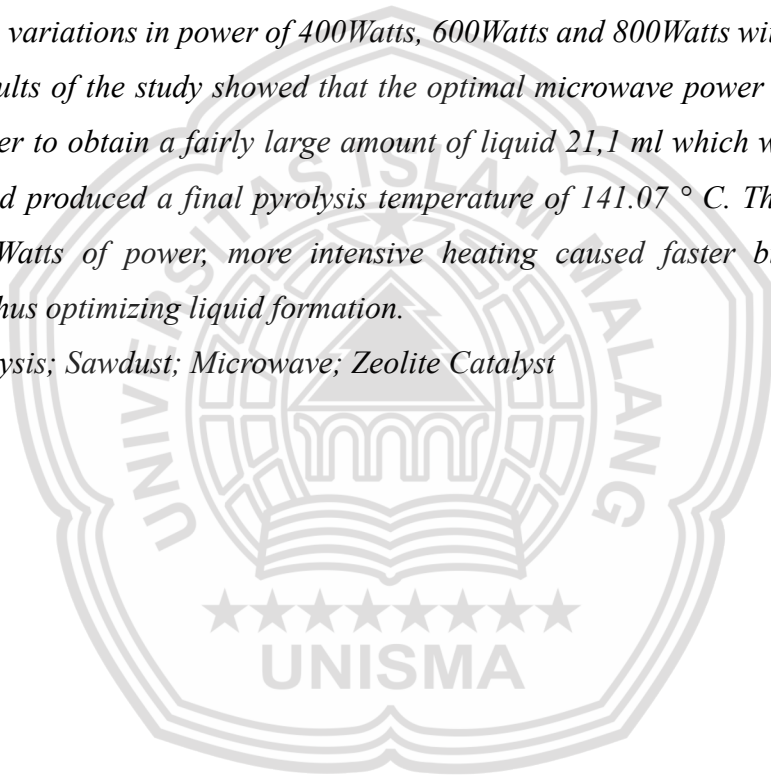 variations in power of 400Watts, 600Watts and 800Watts wi
ults of the study showed that the optimal microwave power
er to obtain a fairly large amount of liquid 21,1 ml which w
d produced a final pyrolysis temperature of 141.07 ° C. Th
Watts of power, more intensive heating caused faster b
hus optimizing liquid formation.
ysis; Sawdust; Microwave; Zeolite Catalyst
UNIVERSITAS ISLAM MALANG
UNISMA